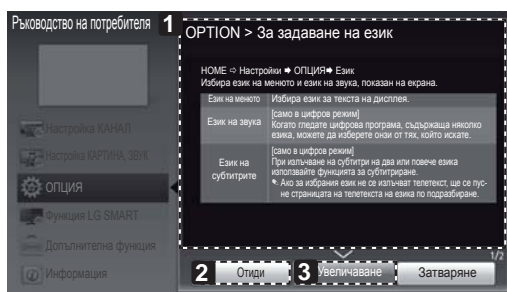 Ръководство на потребителя
1
OPTION > За задаване на език
HOME ⇨ Настройки ➡ ОПЦИЯ➡ Език
Избира език на менюто и език на звука, показан на екрана.
Език на менюто Избира език за текста на дисплея.
Език на звука
[само в цифров режим]
Когато гледате цифрова програма, съдържаща няколко
езика, можете да изберете онзи от тях, който искате.
Език на
субтитрите
[само в цифров режим]
При излъчване на субтитри на два или повече езика
използвайте функцията за субтитриране.
Ако за избрания език не се излъчват телетекст, ще се пус-
не страницата на телетекста на езика по подразбиране.
Настройка КАНАЛ
Настройка КАРТИНА, ЗВУК
ОПЦИЯ
Функция LG SMART
Допълнителна функция
Информация
1/2
2 Отиди
3 Увеличаване
Затваряне